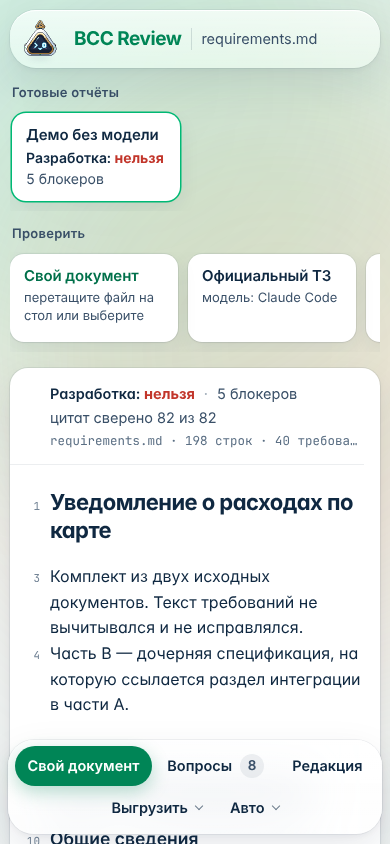 BCC Review requirements.md
Готовые отчёты
Демо без модели
Разработка: нельзя
5 блокеров
Проверить
Свой документ
перетащите файл на
стол или выберите
Официальный ТЗ
модель: Claude Code
Разработка: нельзя · 5 блокеров
цитат сверено 82 из 82
requirements.md · 198 строк · 40 требова…
1 Уведомление о расходах по
карте
3 Комплект из двух исходных
документов. Текст требований не
вычитывался и не исправлялся.
4 Часть B — дочерняя спецификация, на
которую ссылается раздел интеграции
в части A.
Свой документ Вопросы 8 Редакция
Выгрузить Авто
10 Общие сведения